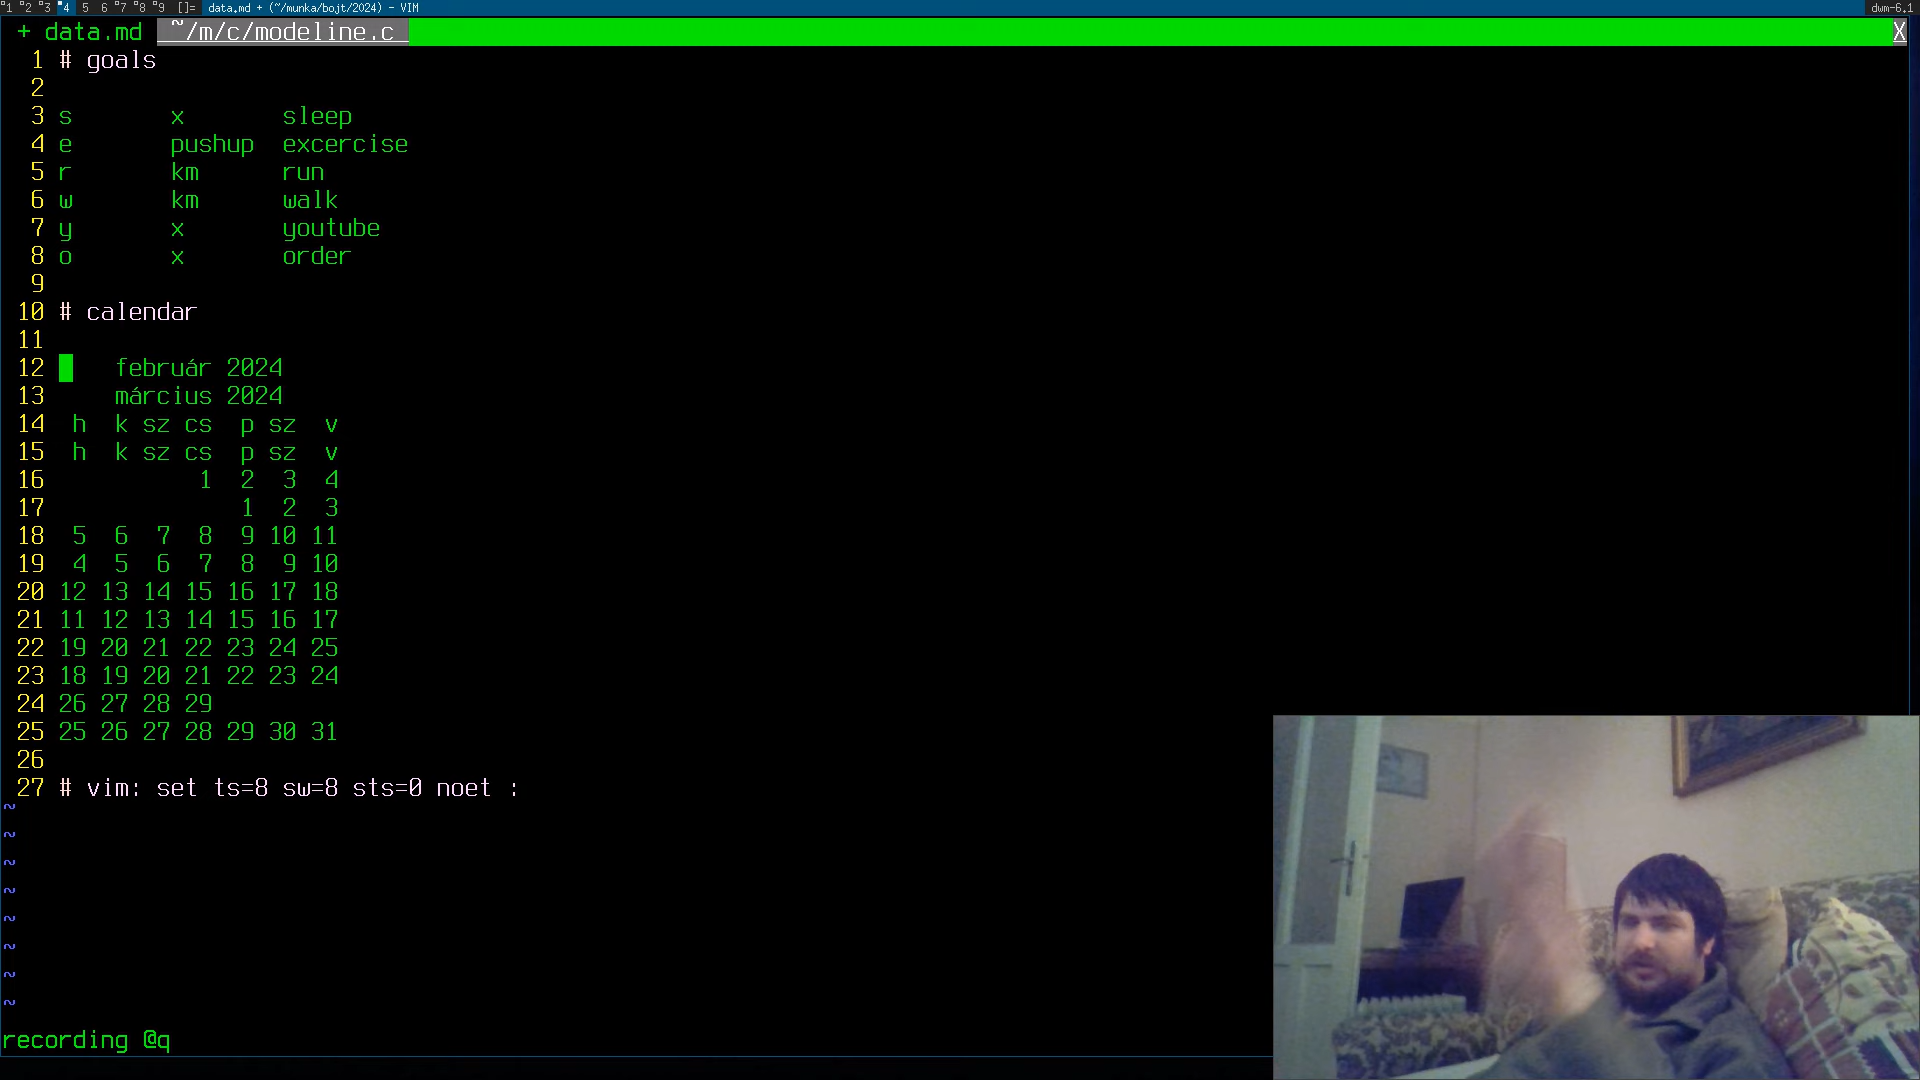 1 2 3 4 5 6 7 8 9 []= data.md + (~/munka/bojt/2024) - VIM dwm-6.1
+ data.md ~/m/c/modeline.c X
1 # goals
2
3 s x sleep
4 e pushup excercise
5 r km run
6 w km walk
7 y x youtube
8 o x order
9
10 # calendar
11
12 február 2024
13 március 2024
14 h k sz cs p sz v
15 h k sz cs p sz v
16 1 2 3 4
17 1 2 3
18 5 6 7 8 9 10 11
19 4 5 6 7 8 9 10
20 12 13 14 15 16 17 18
21 11 12 13 14 15 16 17
22 19 20 21 22 23 24 25
23 18 19 20 21 22 23 24
24 26 27 28 29
25 25 26 27 28 29 30 31
26
27 # vim: set ts=8 sw=8 sts=0 noet :
~
~
~
~
~
~
~
~
recording @q